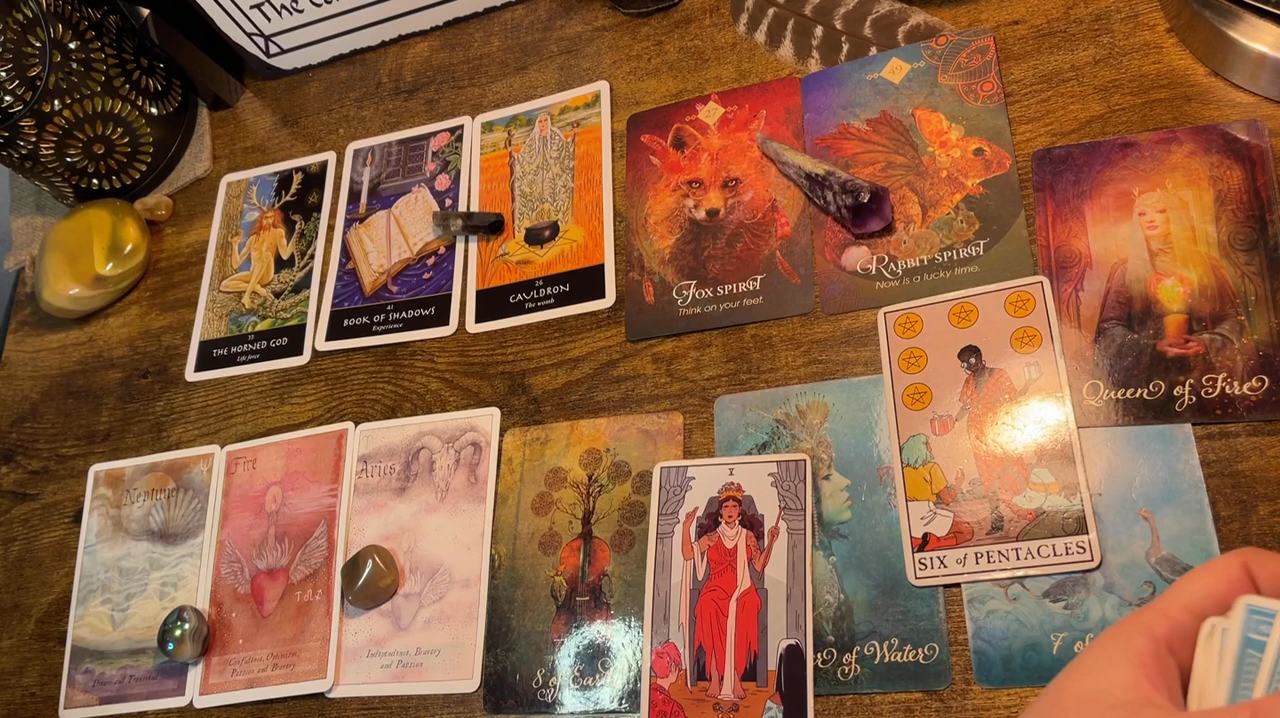 The
33
THE HORNED GOD
Life force
41
BOOK OF SHADOWS
Experience
26
CAULDRON
The womb
FOX SPIRIT
Think on your feet.
49
RABBIT SPIRIT
Now is a lucky time.
Queen of Fire
SIX of PENTACLES
Neptune
Fire
Confident, Optimism,
Passion and Bravery
Aries
Independence, Bravery
and Passion
8 of Earth
V
of Water
7 of